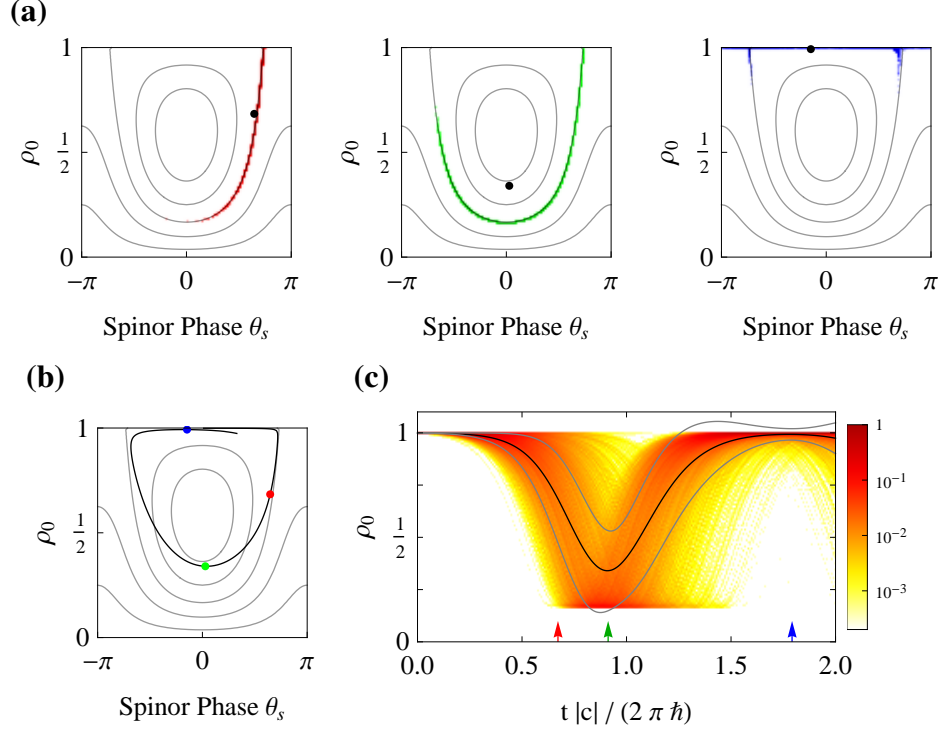 (a)
1
1/2
0
ρ₀
−π
0
π
Spinor Phase θₛ
1
1/2
0
ρ₀
−π
0
π
Spinor Phase θₛ
1
1/2
0
ρ₀
−π
0
π
Spinor Phase θₛ
(b)
1
1/2
0
ρ₀
−π
0
π
Spinor Phase θₛ
(c)
1
1/2
0
ρ₀
0.0
0.5
1.0
1.5
2.0
t |c| / (2 π ℏ)
1
10⁻¹
10⁻²
10⁻³